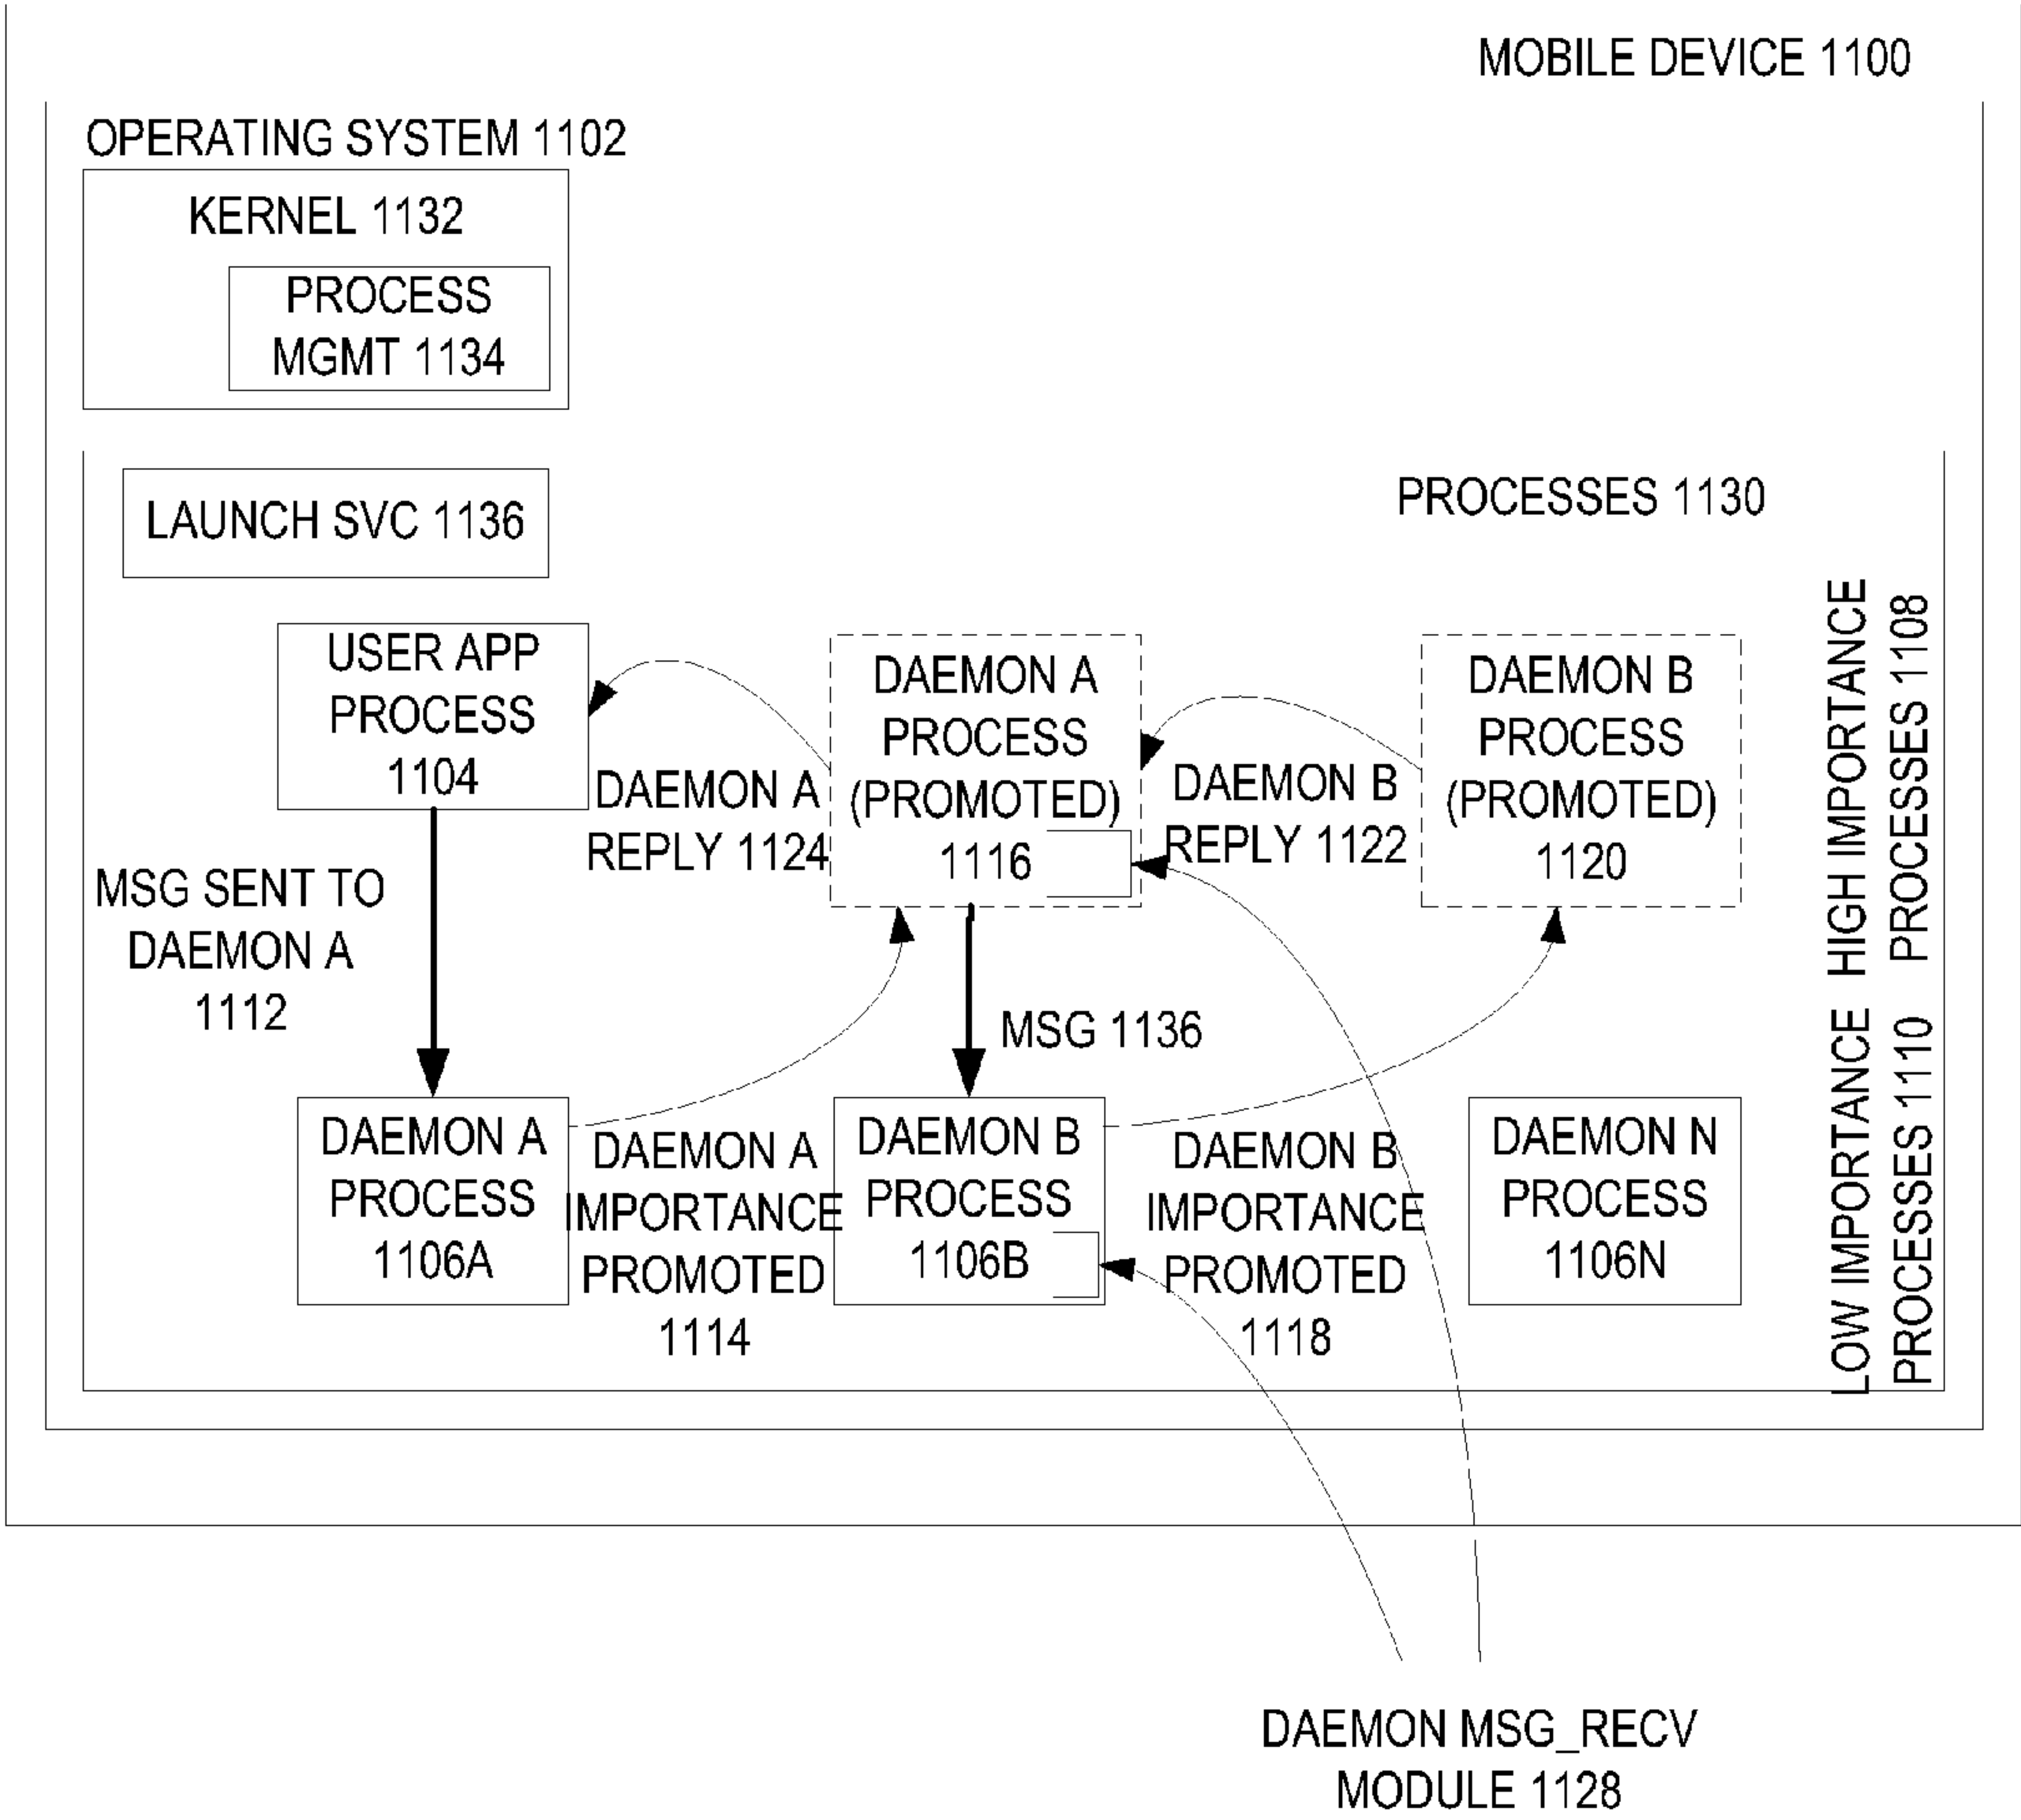 MOBILE DEVICE 1100
OPERATING SYSTEM 1102
KERNEL 1132
PROCESS
MGMT 1134
LAUNCH SVC 1136
PROCESSES 1130
USER APP
PROCESS
1104
DAEMON A
PROCESS
(PROMOTED)
1116
DAEMON B
PROCESS
(PROMOTED)
1120
DAEMON A
REPLY 1124
DAEMON B
REPLY 1122
HIGH IMPORTANCE
PROCESSES 1108
MSG SENT TO
DAEMON A
1112
MSG 1136
DAEMON A
PROCESS
1106A
DAEMON A
IMPORTANCE
PROMOTED
1114
DAEMON B
PROCESS
1106B
DAEMON B
IMPORTANCE
PROMOTED
1118
DAEMON N
PROCESS
1106N
LOW IMPORTANCE
PROCESSES 1110
DAEMON MSG_RECV
MODULE 1128